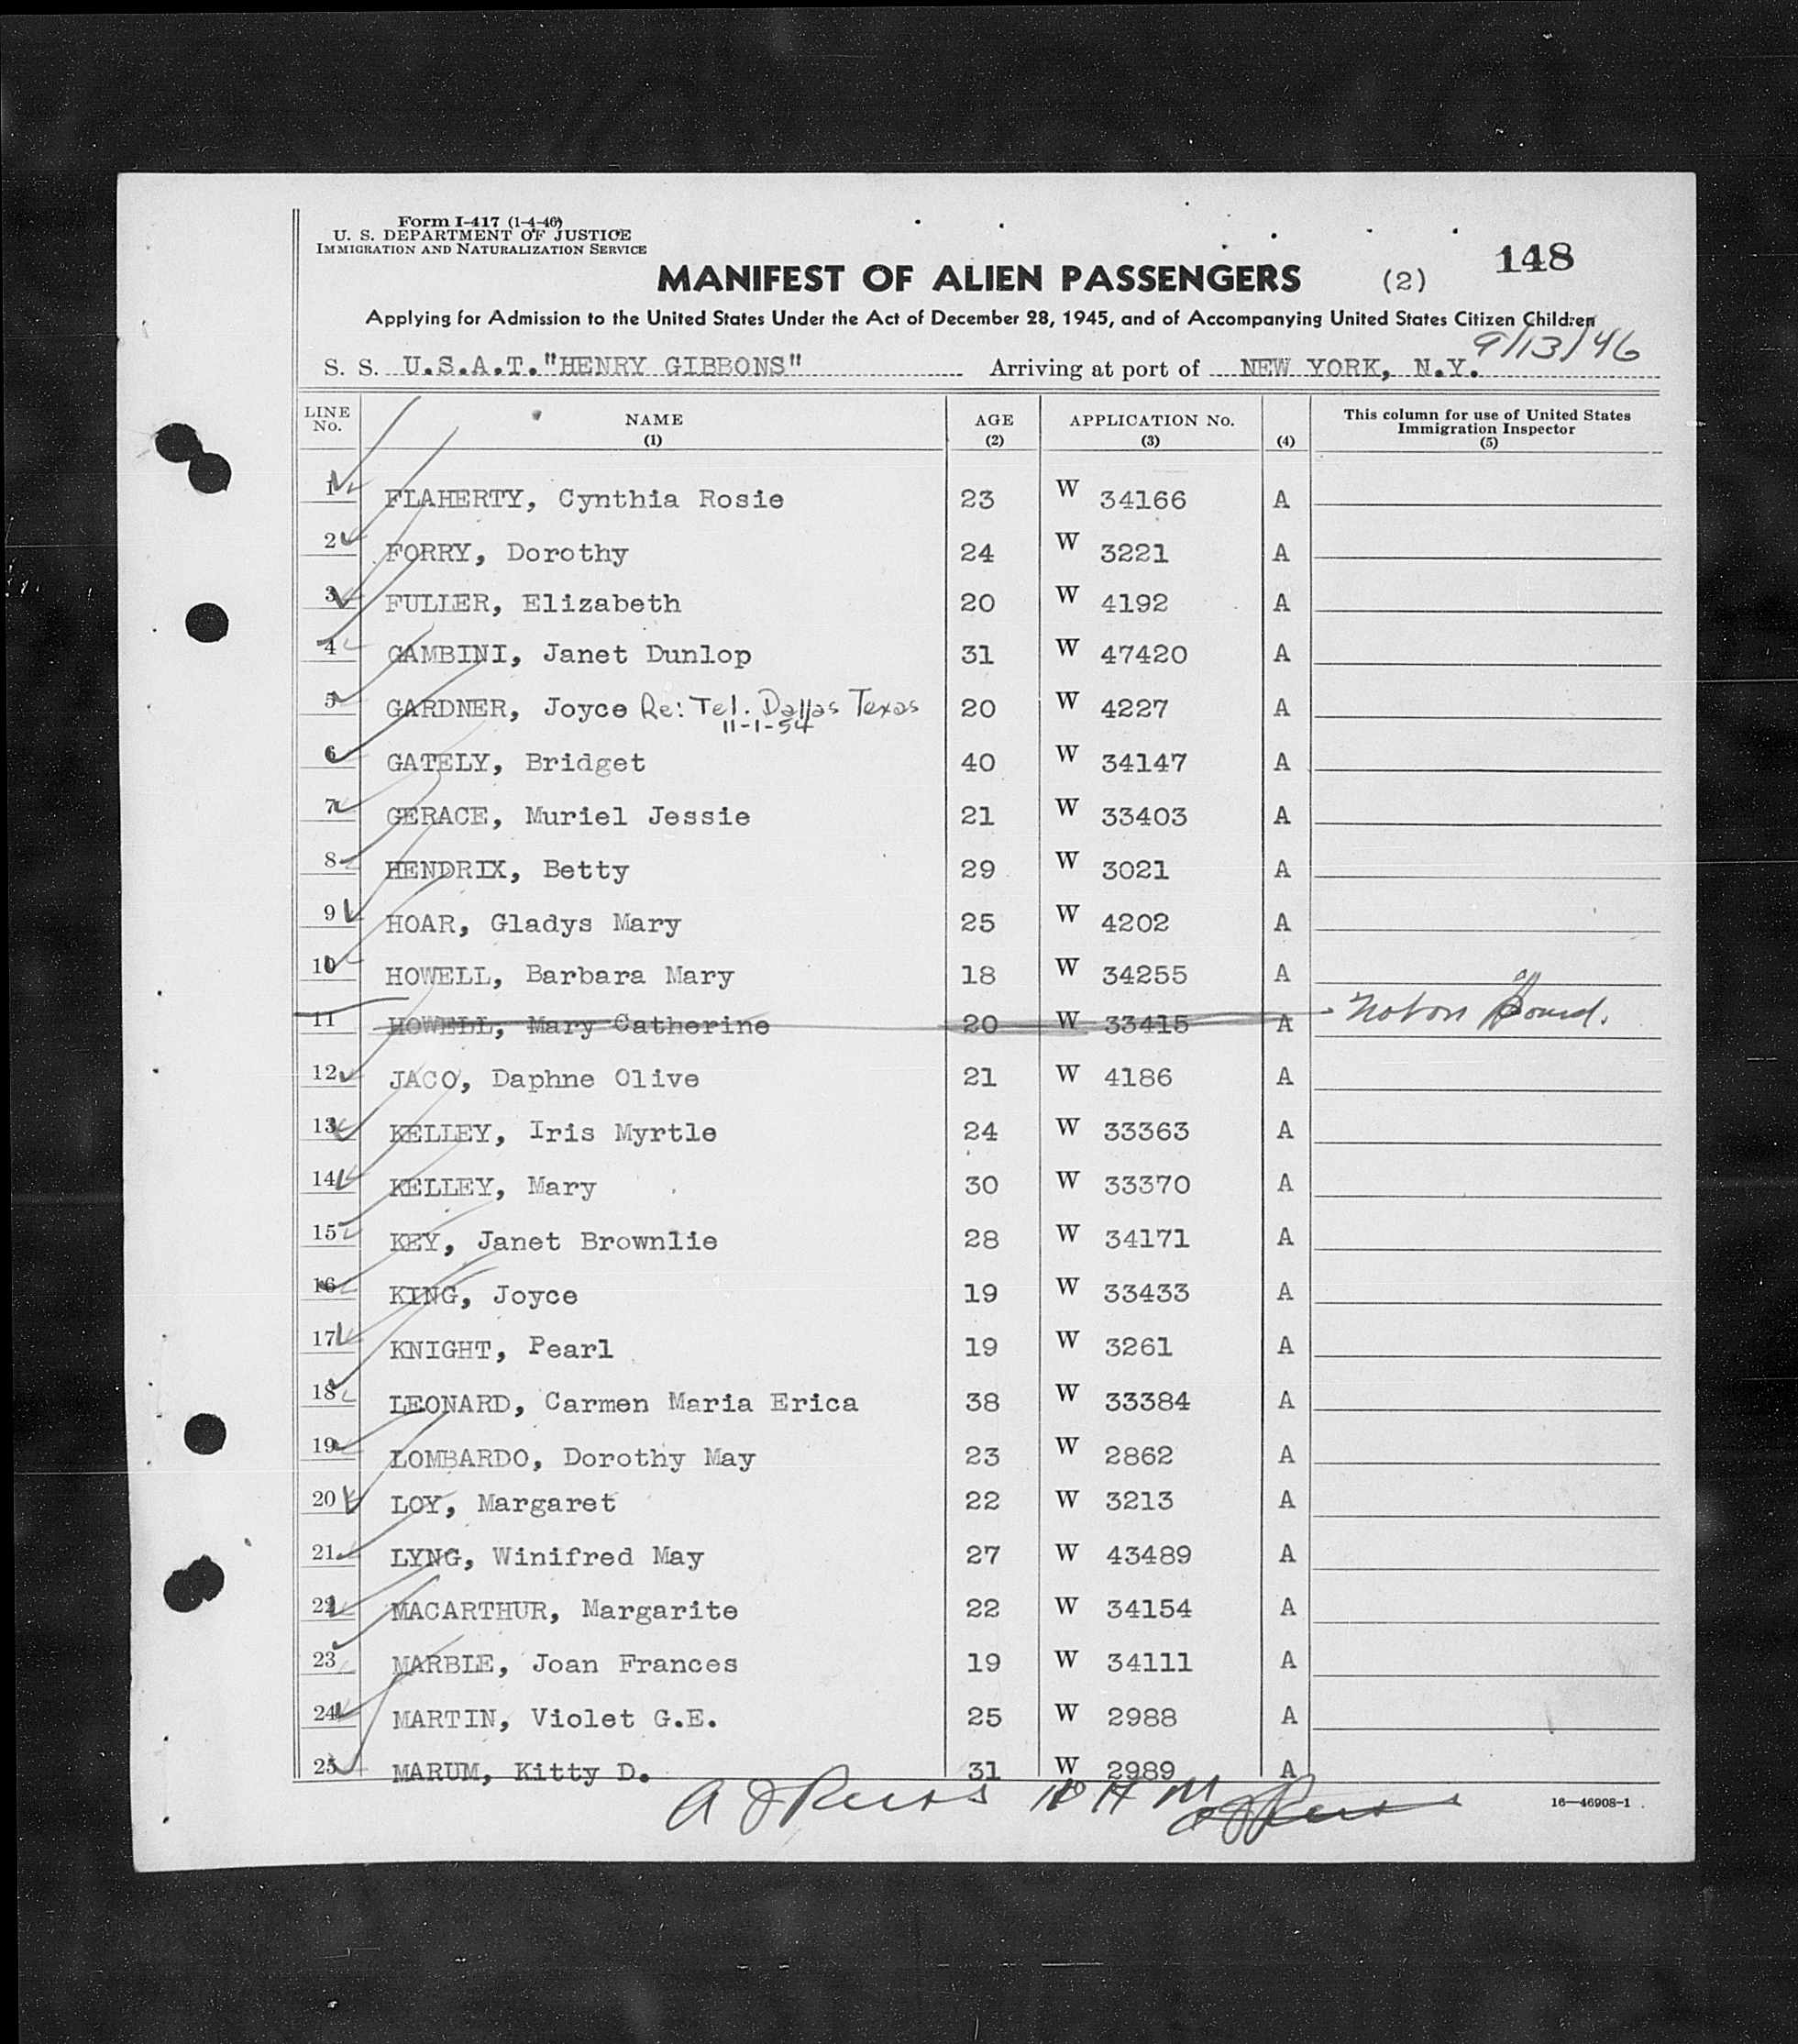 Form I-417 (1-4-46)
U. S. DEPARTMENT OF JUSTICE
IMMIGRATION AND NATURALIZATION SERVICE
148
MANIFEST OF ALIEN PASSENGERS (2)
Applying for Admission to the United States Under the Act of December 28, 1945, and of Accompanying United States Citizen Children
9/13/46
S. S. U.S.A.T."HENRY GIBBONS" Arriving at port of NEW YORK, N.Y.
LINE No. NAME (1) AGE (2) APPLICATION No. (3) (4) This column for use of United States Immigration Inspector (5)
1 FLAHERTY, Cynthia Rosie 23 W 34166 A
2 FORRY, Dorothy 24 W 3221 A
3 FULLER, Elizabeth 20 W 4192 A
4 GAMBINI, Janet Dunlop 31 W 47420 A
5 GARDNER, Joyce Re: Tel. Dallas Texas 20 W 4227 A
11-1-54
6 GATELY, Bridget 40 W 34147 A
7 GERACE, Muriel Jessie 21 W 33403 A
8 HENDRIX, Betty 29 W 3021 A
9 HOAR, Gladys Mary 25 W 4202 A
10 HOWELL, Barbara Mary 18 W 34255 A
11 HOWELL, Mary Catherine 20 W 33415 A - Not on Board.
12 JACO, Daphne Olive 21 W 4186 A
13 KELLEY, Iris Myrtle 24 W 33363 A
14 KELLEY, Mary 30 W 33370 A
15 KEY, Janet Brownlie 28 W 34171 A
16 KING, Joyce 19 W 33433 A
17 KNIGHT, Pearl 19 W 3261 A
18 LEONARD, Carmen Maria Erica 38 W 33384 A
19 LOMBARDO, Dorothy May 23 W 2862 A
20 LOY, Margaret 22 W 3213 A
21 LYNG, Winifred May 27 W 43489 A
22 MACARTHUR, Margarite 22 W 34154 A
23 MARBLE, Joan Frances 19 W 34111 A
24 MARTIN, Violet G.E. 25 W 2988 A
25 MARUM, Kitty D. 31 W 2989 A
16—46908-1